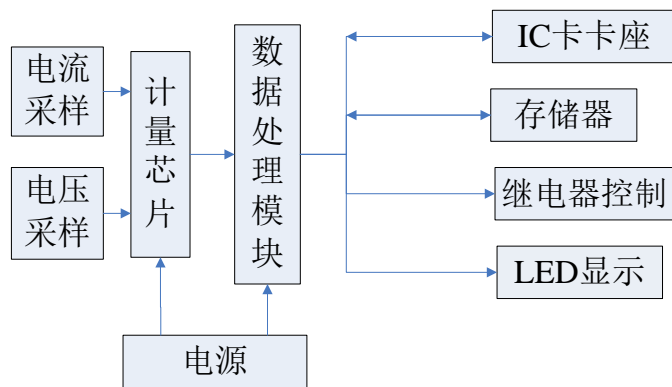 电流
采样
电压
采样
计量芯片
数据处理模块
IC卡卡座
存储器
继电器控制
LED显示
电源